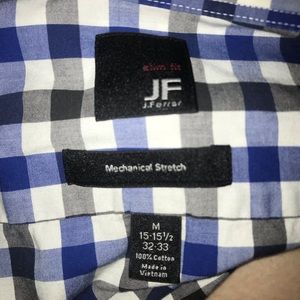 slim fit
JF
J.Ferrar
Mechanical Stretch
M
15-15½
32-33
100% Cotton
Made in
Vietnam